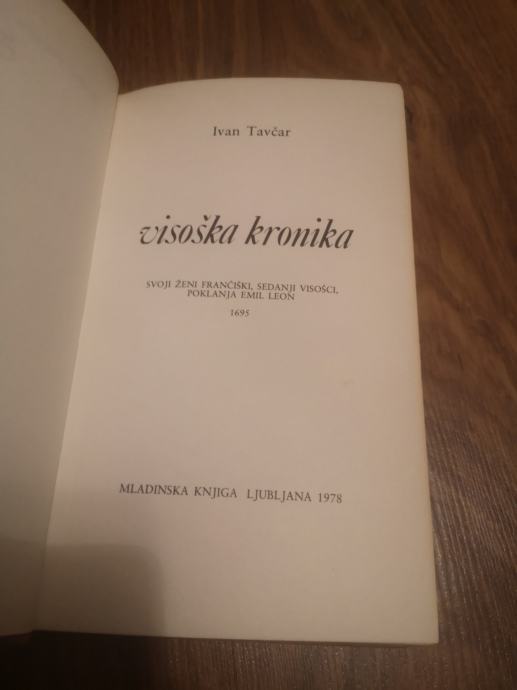 Ivan Tavčar
visoška kronika
SVOJI ŽENI FRANČIŠKI, SEDANJI VISOŠCI,
POKLANJA EMIL LEON
1695
MLADINSKA KNJIGA LJUBLJANA 1978